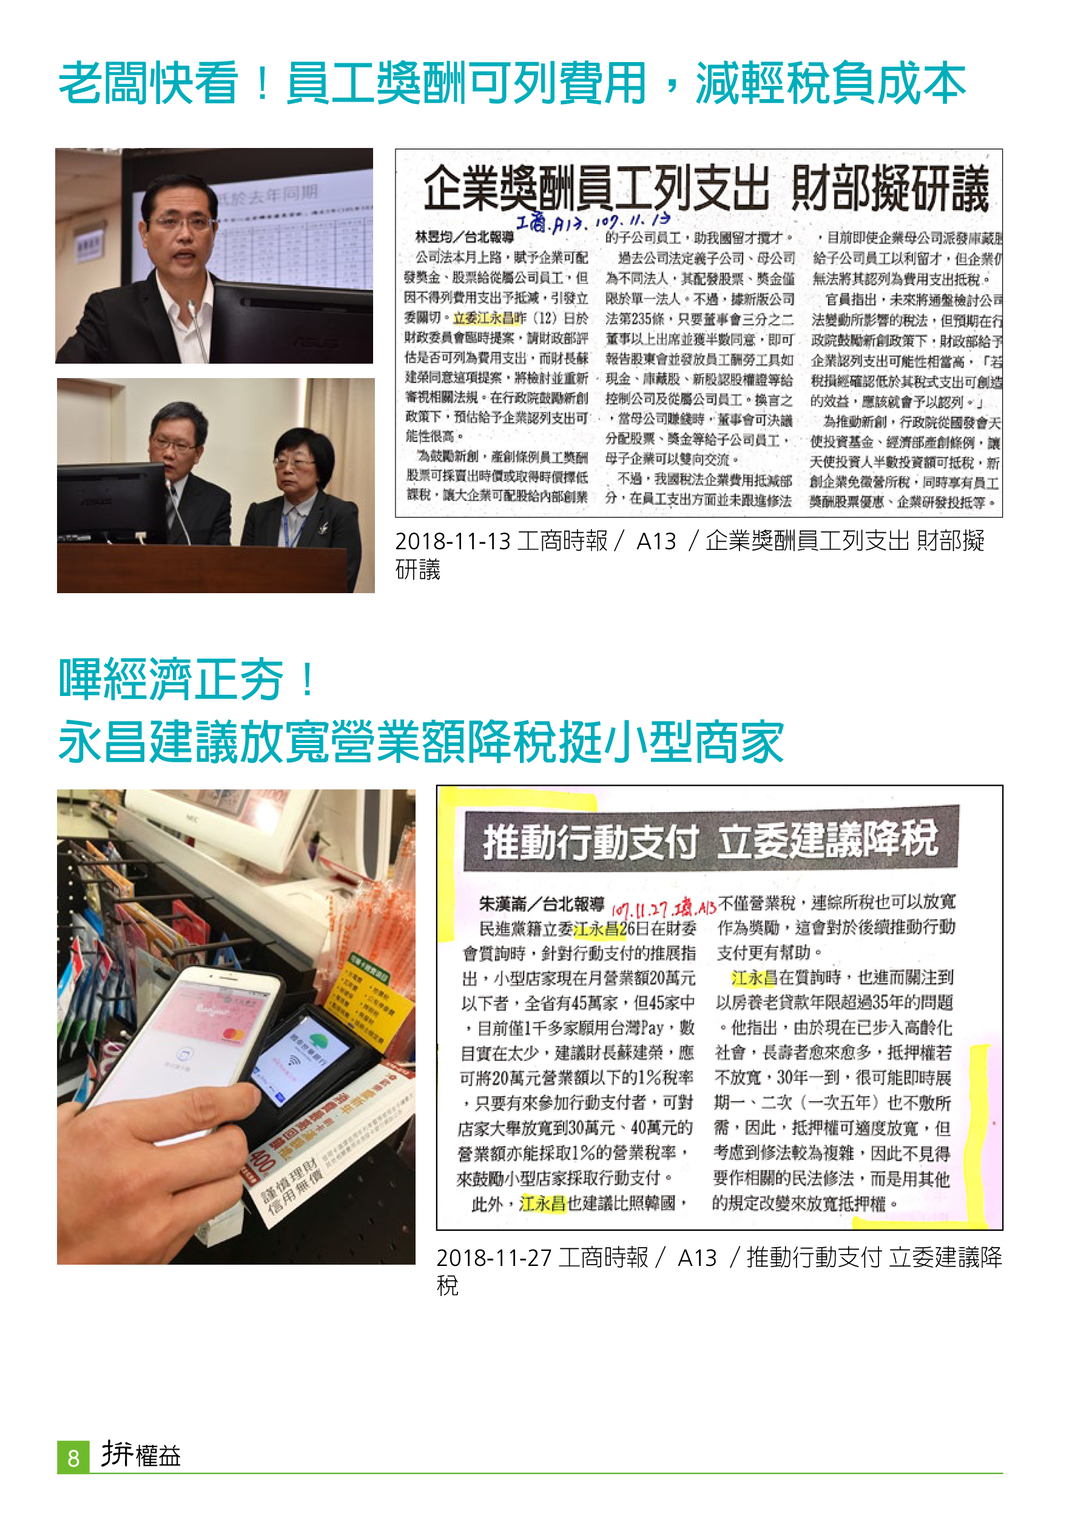 老闆快看！員工獎酬可列費用，減輕稅負成本
低於去年同期
ASUS
ASUS
企業獎酬員工列支出 財部擬研議
工商.A13. 107.11.13
林昱均／台北報導
公司法本月上路，賦予企業可配
發獎金、股票給從屬公司員工，但
因不得列費用支出予抵減，引發立
委關切。立委江永昌昨（12）日於
財政委員會臨時提案，請財政部評
估是否可列為費用支出，而財長蘇
建榮同意這項提案，將檢討並重新
審視相關法規。在行政院鼓勵新創
政策下，預估給予企業認列支出可
能性很高。
為鼓勵新創，產創條例員工獎酬
股票可採賣出時價或取得時價擇低
課稅，讓大企業可配股給內部創業
的子公司員工，助我國留才攬才。
過去公司法定義子公司、母公司
為不同法人，其配發股票、獎金僅
限於單一法人。不過，據新版公司
法第235條，只要董事會三分之二
董事以上出席並獲半數同意，即可
報告股東會並發放員工酬勞工具如
現金、庫藏股、新股認股權證等給
控制公司及從屬公司員工。換言之
，當母公司賺錢時，董事會可決議
分配股票、獎金等給子公司員工，
母子企業可以雙向交流。
不過，我國稅法企業費用抵減部
分，在員工支出方面並未跟進修法
，目前即使企業母公司派發庫藏股
給子公司員工以利留才，但企業仍
無法將其認列為費用支出抵稅。
官員指出，未來將通盤檢討公司
法變動所影響的稅法，但預期在行
政院鼓勵新創政策下，財政部給予
企業認列支出可能性相當高，「若
稅損經確認低於其稅式支出可創造
的效益，應該就會予以認列。」
為推動新創，行政院從國發會天
使投資基金、經濟部產創條例，讓
天使投資人半數投資額可抵稅，新
創企業免徵營所稅，同時享有員工
獎酬股票優惠、企業研發投抵等。
2018-11-13 工商時報 / A13 / 企業獎酬員工列支出 財部擬
研議
嗶經濟正夯！
永昌建議放寬營業額降稅挺小型商家
NEC
國泰世華銀行
400
謹慎理財
信用無價
推動行動支付 立委建議降稅
朱漢崙／台北報導
107.11.27.工商.A13
民進黨籍立委江永昌26日在財委
會質詢時，針對行動支付的推展指
出，小型店家現在月營業額20萬元
以下者，全省有45萬家，但45家中
，目前僅1千多家願用台灣Pay，數
目實在太少，建議財長蘇建榮，應
可將20萬元營業額以下的1%稅率
，只要有來參加行動支付者，可對
店家大舉放寬到30萬元、40萬元的
營業額亦能採取1%的營業稅率，
來鼓勵小型店家採取行動支付。
此外，江永昌也建議比照韓國，
不僅營業稅，連綜所稅也可以放寬
作為獎勵，這會對於後續推動行動
支付更有幫助。
江永昌在質詢時，也進而關注到
以房養老貸款年限超過35年的問題
。他指出，由於現在已步入高齡化
社會，長壽者愈來愈多，抵押權若
不放寬，30年一到，很可能即時展
期一、二次（一次五年）也不敷所
需，因此，抵押權可適度放寬，但
考慮到修法較為複雜，因此不見得
要作相關的民法修法，而是用其他
的規定改變來放寬抵押權。
2018-11-27 工商時報 / A13 / 推動行動支付 立委建議降
稅
8 拚權益